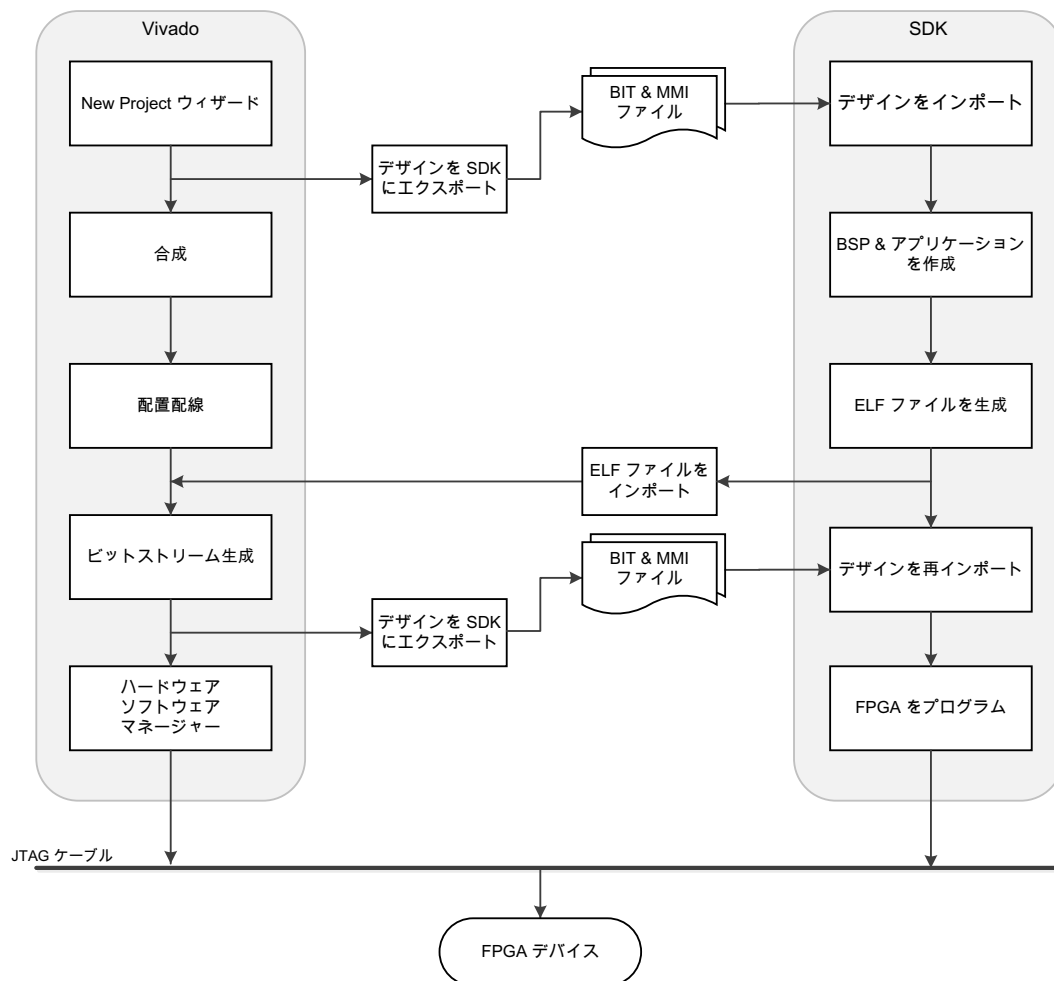 Vivado
SDK
New Project ウィザード
BIT & MMI
ファイル
デザインをインポート
デザインを SDK
にエクスポート
合成
BSP & アプリケーション
を作成
配置配線
ELF ファイルを生成
ELF ファイルを
インポート
ビットストリーム生成
BIT & MMI
ファイル
デザインを再インポート
デザインを SDK
にエクスポート
ハードウェア
ソフトウェア
マネージャー
FPGA をプログラム
JTAG ケーブル
FPGA デバイス